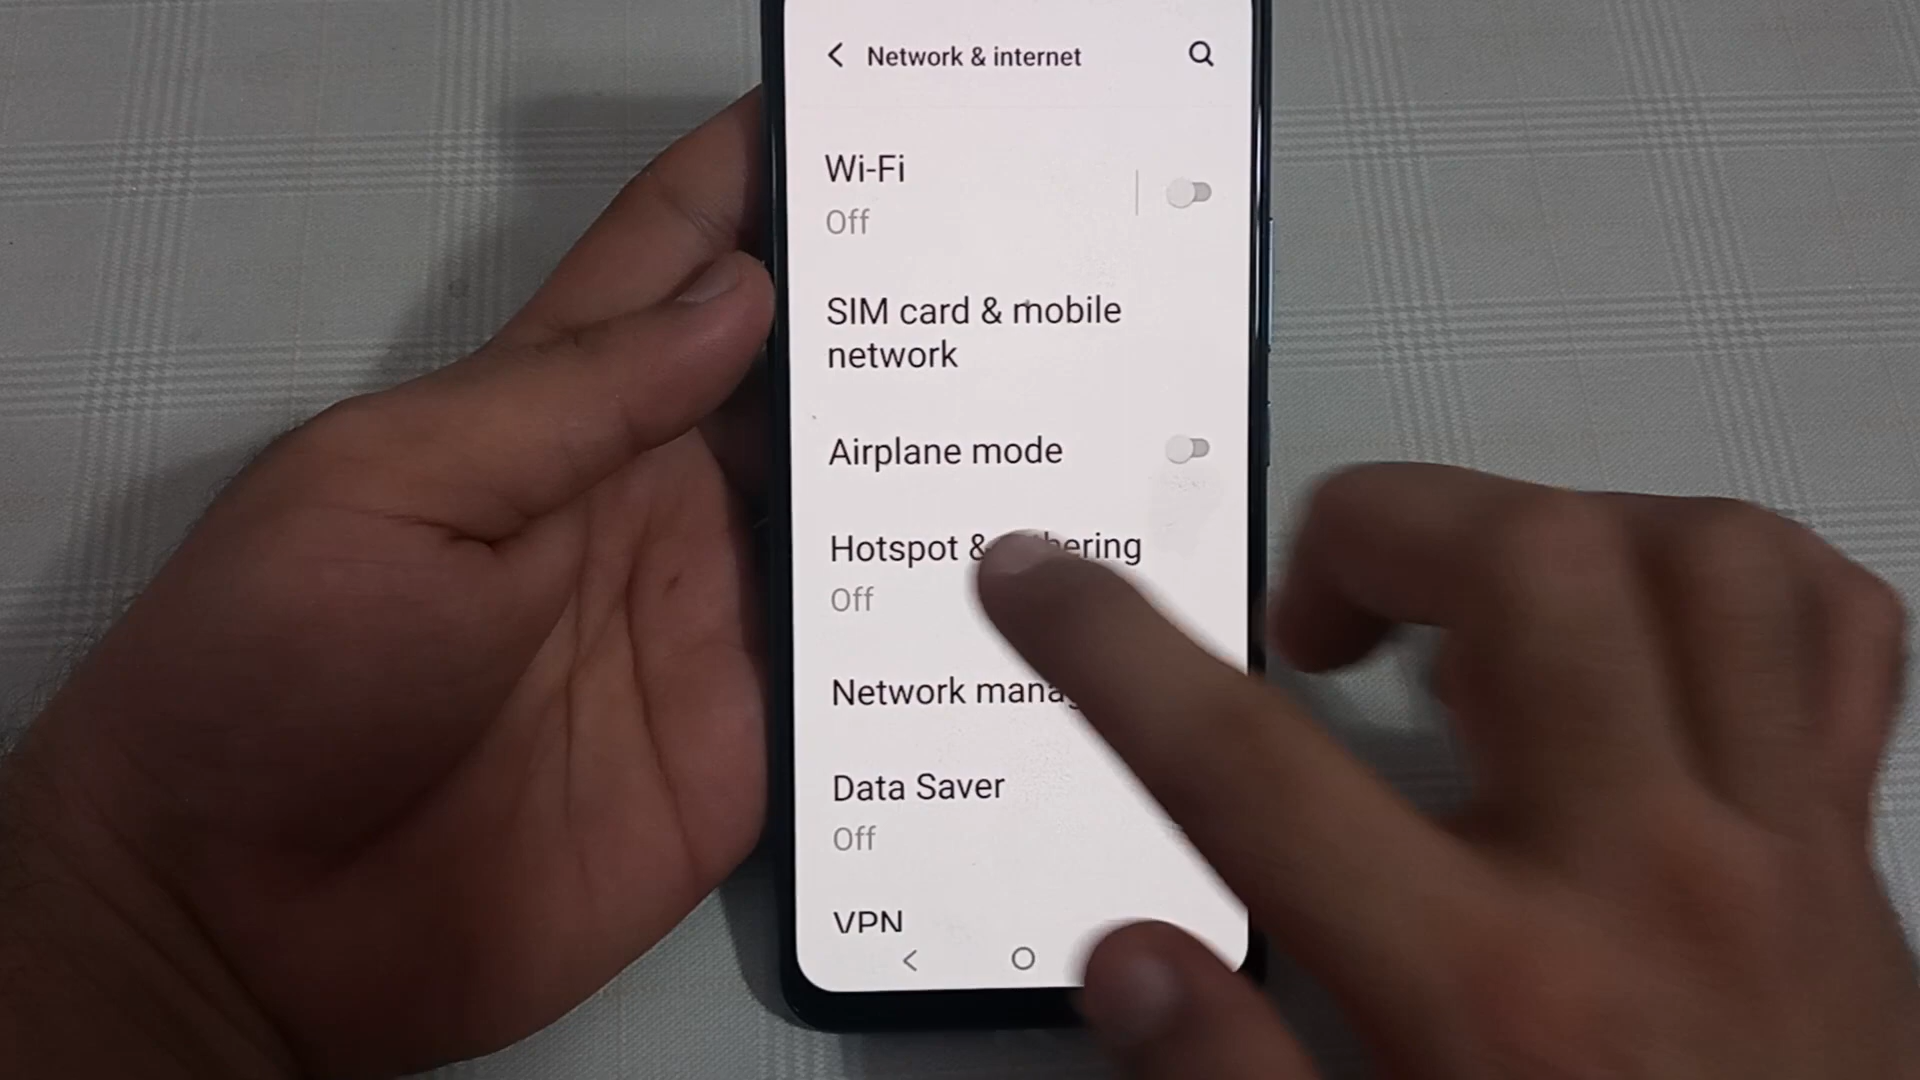 Network & internet
Wi-Fi
Off
SIM card & mobile
network
Airplane mode
Hotspot &
Off
Network
Data Saver
Off
VPN